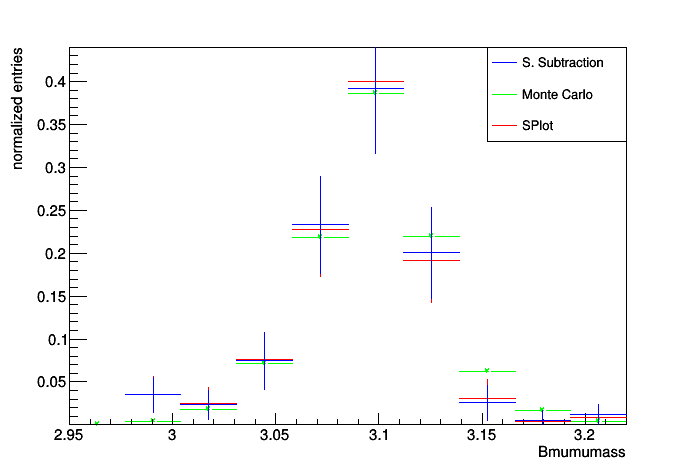 normalized entries
0.4
0.35
0.3
0.25
0.2
0.15
0.1
0.05
2.95
3
3.05
3.1
3.15
3.2
Bmumumass
S. Subtraction
Monte Carlo
SPlot